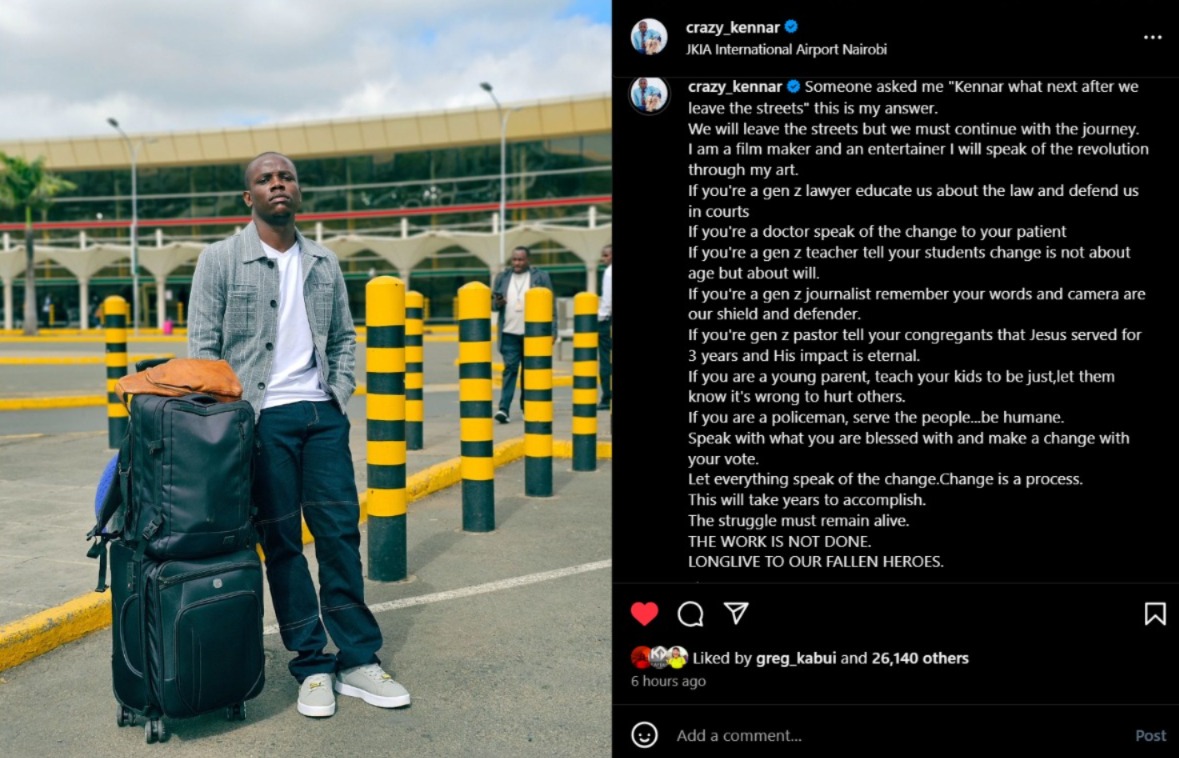 crazy_kennar
JKIA International Airport Nairobi
crazy_kennar Someone asked me "Kennar what next after we
leave the streets" this is my answer.
We will leave the streets but we must continue with the journey.
I am a film maker and an entertainer I will speak of the revolution
through my art.
If you're a gen z lawyer educate us about the law and defend us
in courts
If you're a doctor speak of the change to your patient
If you're a gen z teacher tell your students change is not about
age but about will.
If you're a gen z journalist remember your words and camera are
our shield and defender.
If you're gen z pastor tell your congregants that Jesus served for
3 years and His impact is eternal.
If you are a young parent, teach your kids to be just,let them
know it's wrong to hurt others.
If you are a policeman, serve the people...be humane.
Speak with what you are blessed with and make a change with
your vote.
Let everything speak of the change.Change is a process.
This will take years to accomplish.
The struggle must remain alive.
THE WORK IS NOT DONE.
LONGLIVE TO OUR FALLEN HEROES.
Liked by greg_kabui and 26,140 others
6 hours ago
Add a comment...
Post